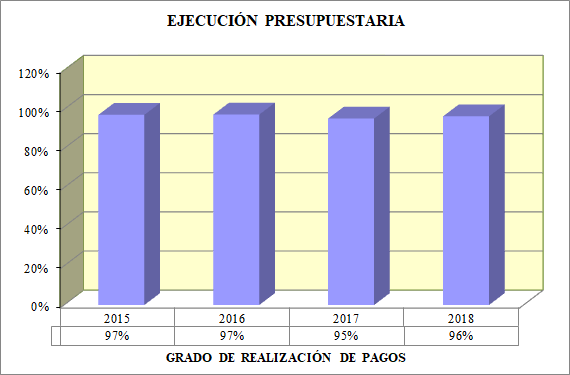 EJECUCIÓN PRESUPUESTARIA
120%
100%
80%
60%
40%
20%
0%
2015 2016 2017 2018
97% 97% 95% 96%
GRADO DE REALIZACIÓN DE PAGOS